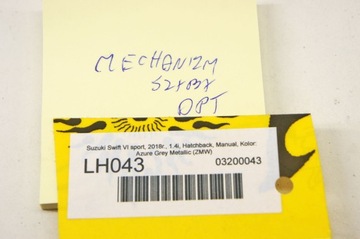 MECHANIZM
SZYBY
OPT
Suzuki Swift VI sport, 2018r., 1.4i, Hatchback, Manual, Kolor:
Azure Grey Metallic (ZMW)
LH043
03200043